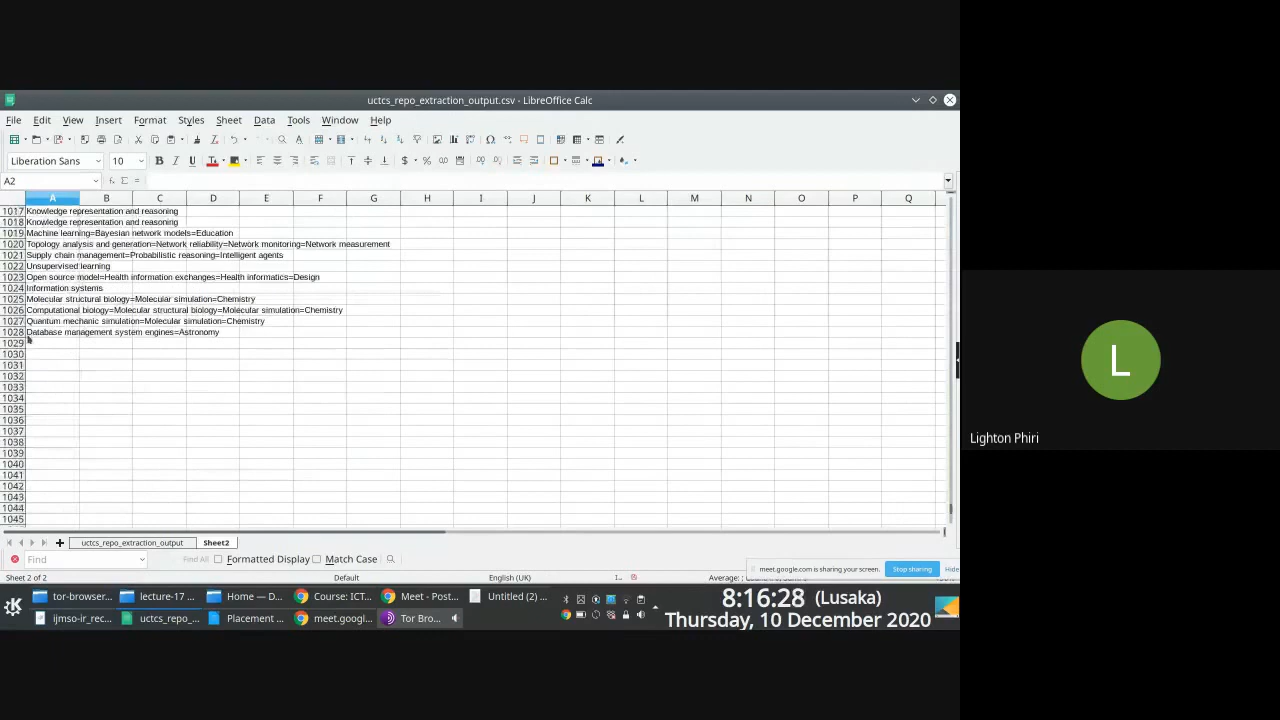 uctcs_repo_extraction_output.csv - LibreOffice Calc
File Edit View Insert Format Styles Sheet Data Tools Window Help
Liberation Sans 10
A2
A B C D E F G H I J K L M N O P Q
1017 Knowledge representation and reasoning
1018 Knowledge representation and reasoning
1019 Machine learning=Bayesian network models=Education
1020 Topology analysis and generation=Network reliability=Network monitoring=Network measurement
1021 Supply chain management=Probabilistic reasoning=Intelligent agents
1022 Unsupervised learning
1023 Open source model=Health information exchanges=Health informatics=Design
1024 Information systems
1025 Molecular structural biology=Molecular simulation=Chemistry
1026 Computational biology=Molecular structural biology=Molecular simulation=Chemistry
1027 Quantum mechanic simulation=Molecular simulation=Chemistry
1028 Database management system engines=Astronomy
1029
1030
1031
1032
1033
1034
1035
1036
1037
1038
1039
1040
1041
1042
1043
1044
1045
uctcs_repo_extraction_output Sheet2
Find Find All Formatted Display Match Case
meet.google.com is sharing your screen. Stop sharing Hide
Sheet 2 of 2 Default English (UK) Average:
tor-browser... lecture-17 ... Home — D... Course: ICT... Meet - Post... Untitled (2) ...
ijmso-ir_rec... uctcs_repo_... Placement ... meet.googl... Tor Bro...
8:16:28 (Lusaka)
Thursday, 10 December 2020
L
Lighton Phiri